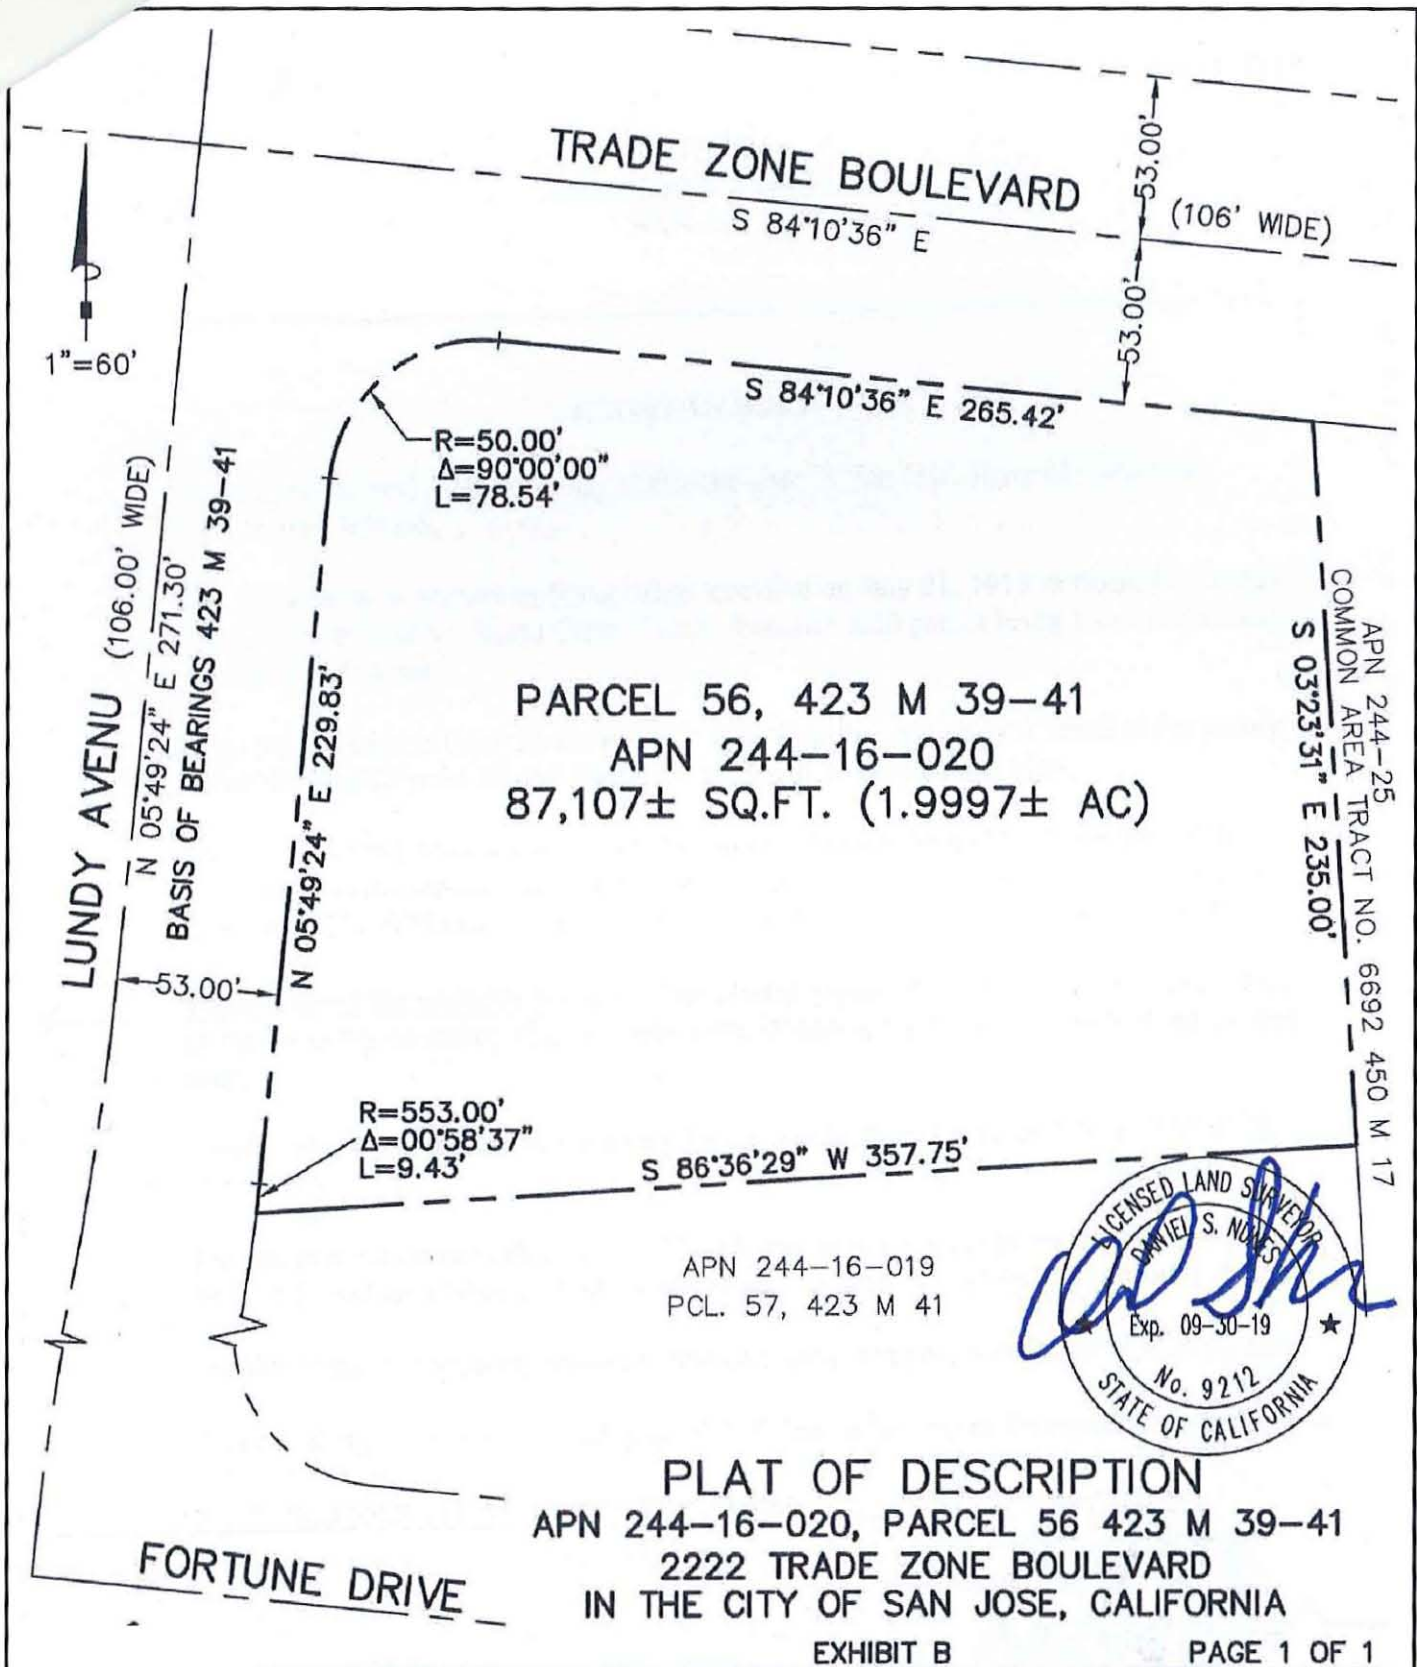 TRADE ZONE BOULEVARD
S 84°10'36" E
53.00'
(106' WIDE)
53.00'
1"=60'
S 84°10'36" E 265.42'
R=50.00'
Δ=90°00'00"
L=78.54'
LUNDY AVENU (106.00' WIDE)
N 05°49'24" E 271.30'
BASIS OF BEARINGS 423 M 39-41
N 05°49'24" E 229.83'
53.00'
PARCEL 56, 423 M 39-41
APN 244-16-020
87,107± SQ.FT. (1.9997± AC)
APN 244-25
COMMON AREA TRACT NO. 6692 450 M 17
S 03°23'31" E 235.00'
R=553.00'
Δ=00°58'37"
L=9.43'
S 86°36'29" W 357.75'
APN 244-16-019
PCL. 57, 423 M 41
LICENSED LAND SURVEYOR
DANIEL S. NUNES
Exp. 09-30-19
No. 9212
STATE OF CALIFORNIA
FORTUNE DRIVE
PLAT OF DESCRIPTION
APN 244-16-020, PARCEL 56 423 M 39-41
2222 TRADE ZONE BOULEVARD
IN THE CITY OF SAN JOSE, CALIFORNIA
EXHIBIT B
PAGE 1 OF 1